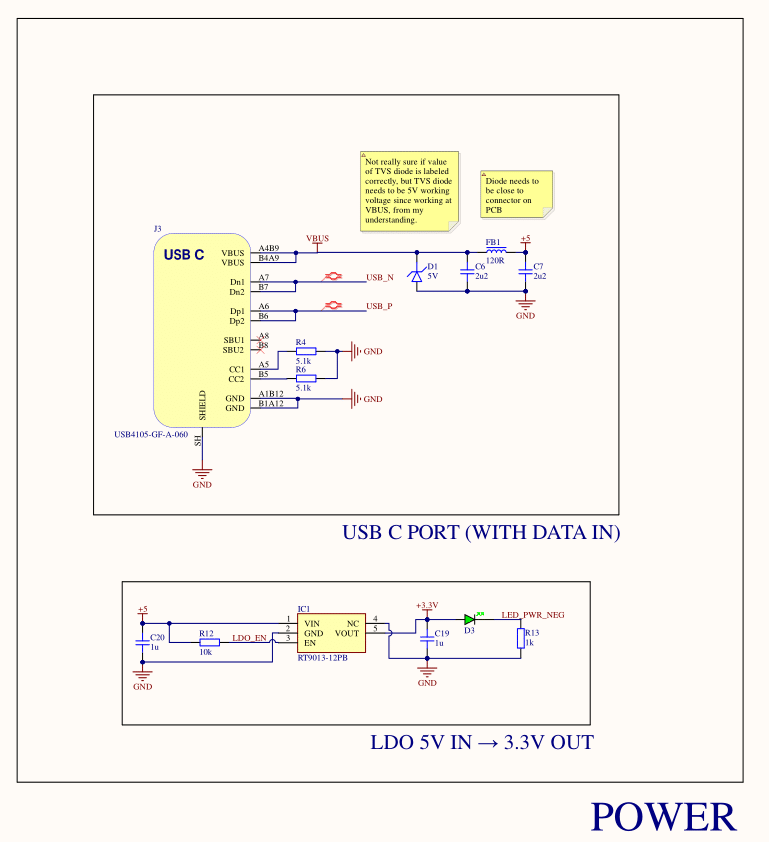 Not really sure if value
of TVS diode is labeled
correctly, but TVS diode
needs to be 5V working
voltage since working at
VBUS, from my
understanding.
Diode needs to
be close to
connector on
PCB
J3
USB C
VBUS A4B9
VBUS B4A9
Dn1 A7
Dn2 B7
Dp1 A6
Dp2 B6
SBU1 A8
SBU2 B8
CC1 A5
CC2 B5
GND A1B12
GND B1A12
SHIELD
SH
USB4105-GF-A-060
GND
VBUS
USB_N
USB_P
R4
5.1k
R6
5.1k
GND
GND
D1
5V
C6
2u2
FB1
120R
+5
C7
2u2
GND
USB C PORT (WITH DATA IN)
+5
C20
1u
GND
R12
10k
LDO_EN
IC1
1 VIN NC 4
2 GND VOUT 5
3 EN
RT9013-12PB
+3.3V
C19
1u
GND
D3
LED_PWR_NEG
R13
1k
LDO 5V IN → 3.3V OUT
POWER